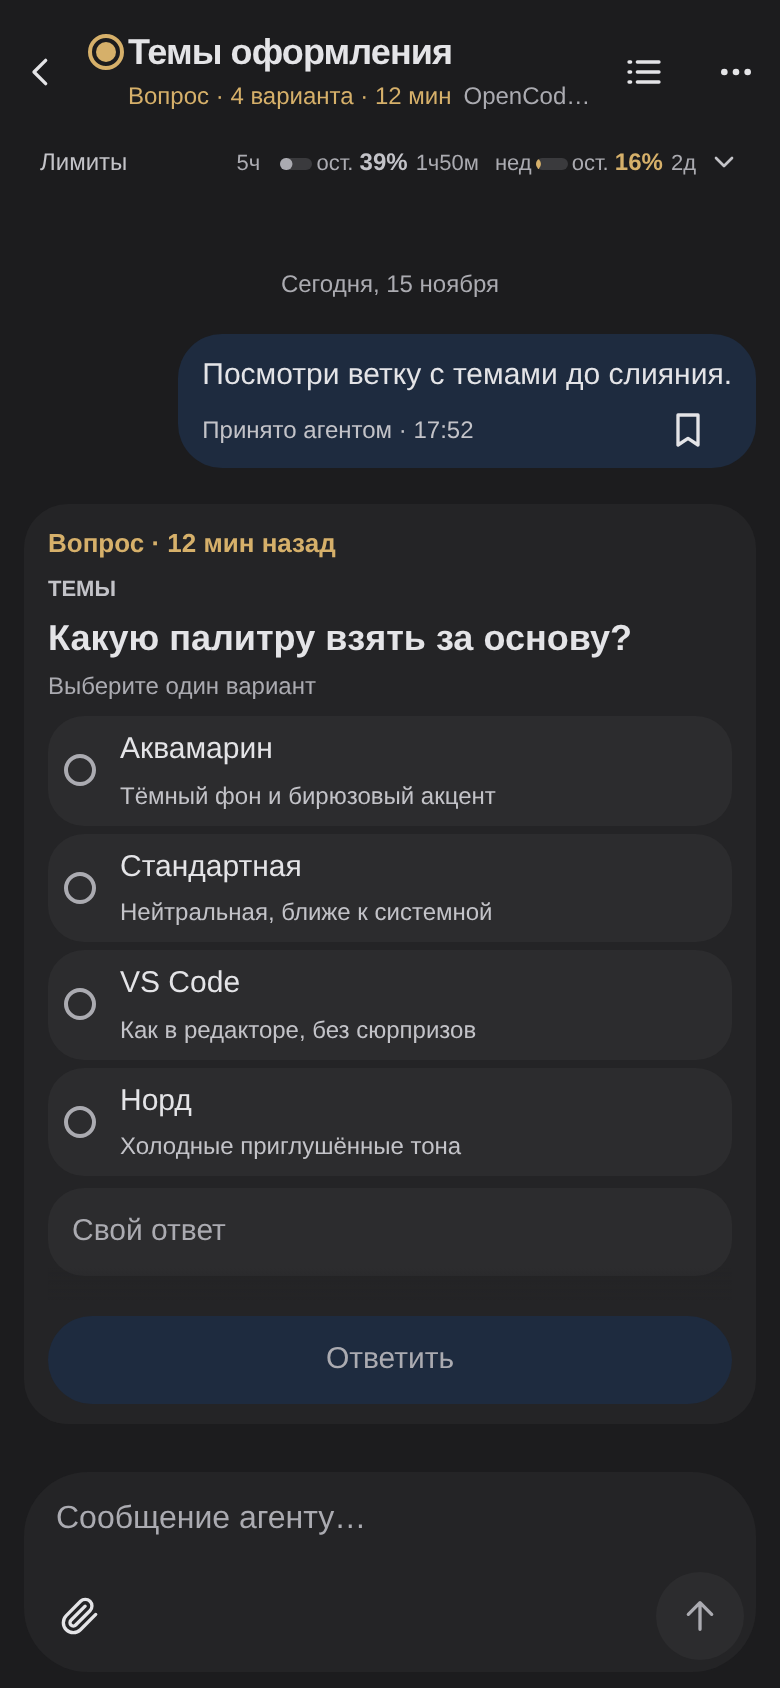 Темы оформления
Вопрос · 4 варианта · 12 мин OpenCod…
Лимиты 5ч ост. 39% 1ч50м нед ост. 16% 2д
Сегодня, 15 ноября
Посмотри ветку с темами до слияния.
Принято агентом · 17:52
Вопрос · 12 мин назад
ТЕМЫ
Какую палитру взять за основу?
Выберите один вариант
Аквамарин
Тёмный фон и бирюзовый акцент
Стандартная
Нейтральная, ближе к системной
VS Code
Как в редакторе, без сюрпризов
Норд
Холодные приглушённые тона
Свой ответ
Ответить
Сообщение агенту…